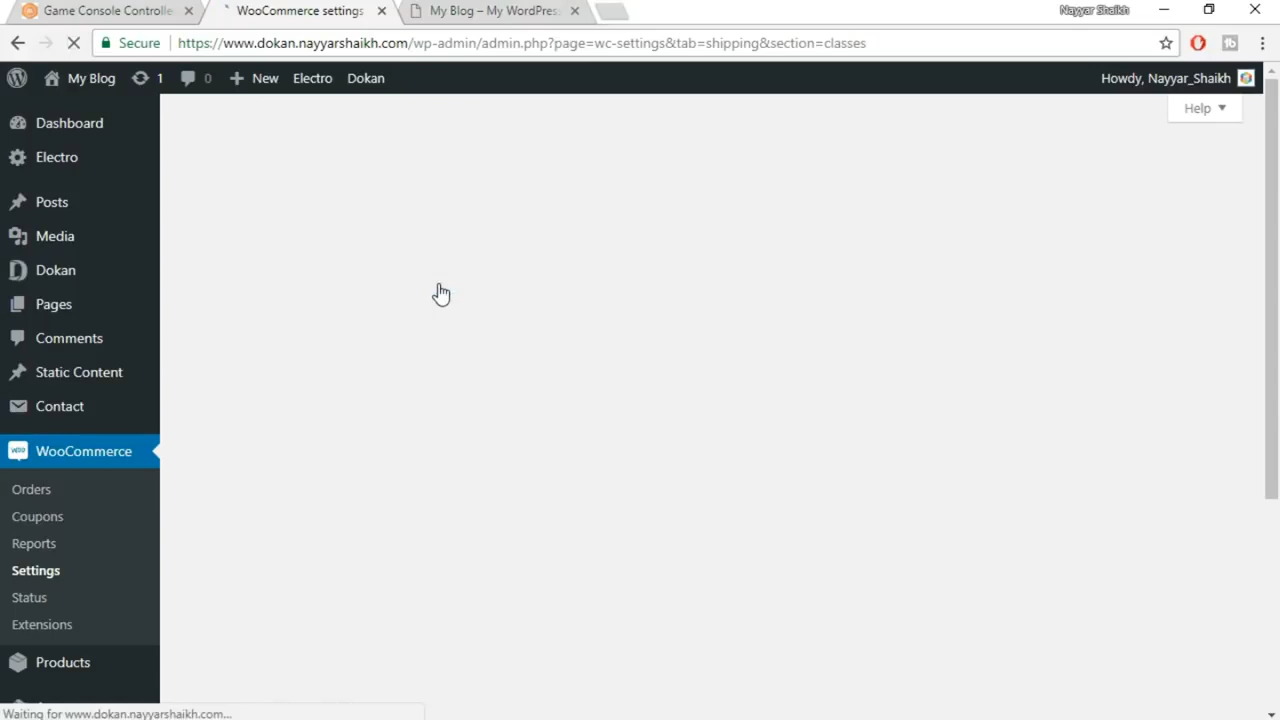 Game Console Controlle
WooCommerce settings
My Blog – My WordPres
Nayyar Shaikh
Secure
https://www.dokan.nayyarshaikh.com/wp-admin/admin.php?page=wc-settings&tab=shipping&section=classes
My Blog
1
0
New
Electro
Dokan
Howdy, Nayyar_Shaikh
Help
Dashboard
Electro
Posts
Media
Dokan
Pages
Comments
Static Content
Contact
WooCommerce
Orders
Coupons
Reports
Settings
Status
Extensions
Products
Waiting for www.dokan.nayyarshaikh.com...